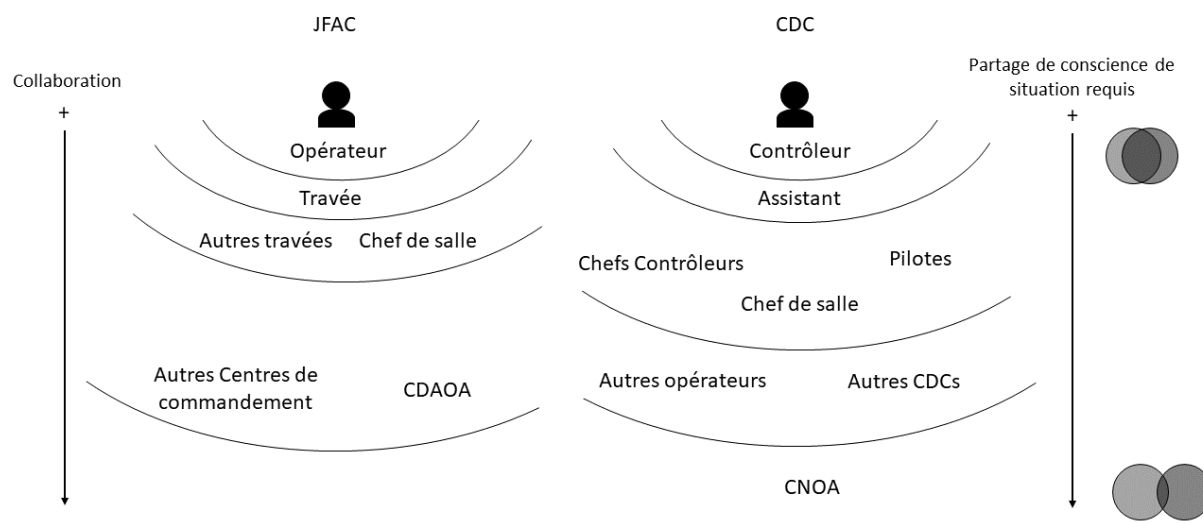 JFAC
CDC
Collaboration
+
Partage de conscience de
situation requis
+
Opérateur
Contrôleur
Travée
Assistant
Autres travées
Chef de salle
Chefs Contrôleurs
Pilotes
Chef de salle
Autres Centres de
commandement
CDAOA
Autres opérateurs
Autres CDCs
CNOA